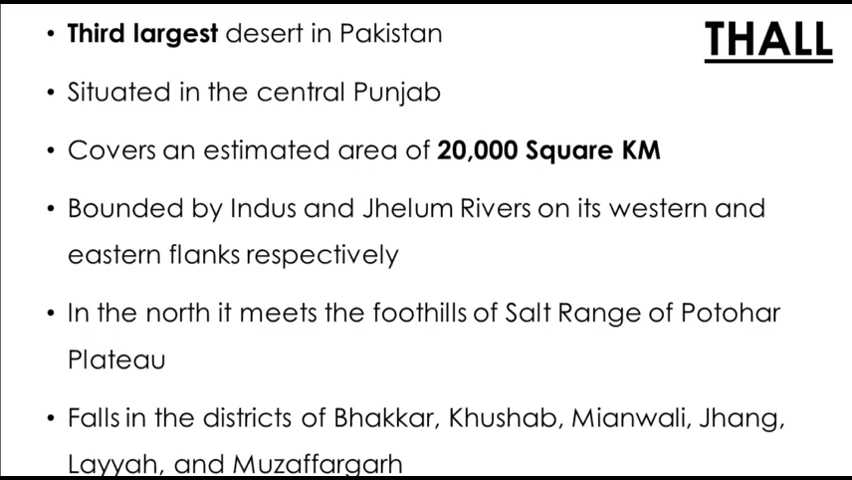 THALL
• Third largest desert in Pakistan
• Situated in the central Punjab
• Covers an estimated area of 20,000 Square KM
• Bounded by Indus and Jhelum Rivers on its western and
eastern flanks respectively
• In the north it meets the foothills of Salt Range of Potohar
Plateau
• Falls in the districts of Bhakkar, Khushab, Mianwali, Jhang,
Layyah, and Muzaffargarh